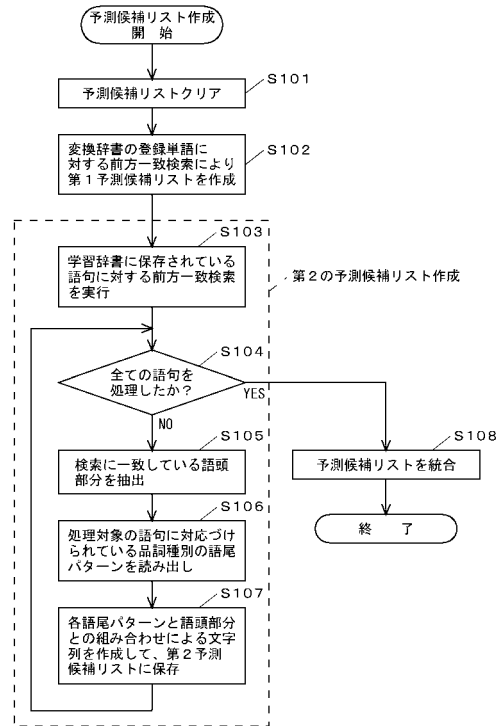 予測候補リスト作成
開　始
S101
予測候補リストクリア
S102
変換辞書の登録単語に
対する前方一致検索により
第1予測候補リストを作成
S103
学習辞書に保存されている
語句に対する前方一致検索
を実行
第2の予測候補リスト作成
S104
全ての語句を
処理したか？
YES
NO
S105
検索に一致している語頭
部分を抽出
S108
予測候補リストを統合
S106
処理対象の語句に対応づけ
られている品詞種別の語尾
パターンを読み出し
終　了
S107
各語尾パターンと語頭部分
との組み合わせによる文字
列を作成して、第2予測
候補リストに保存